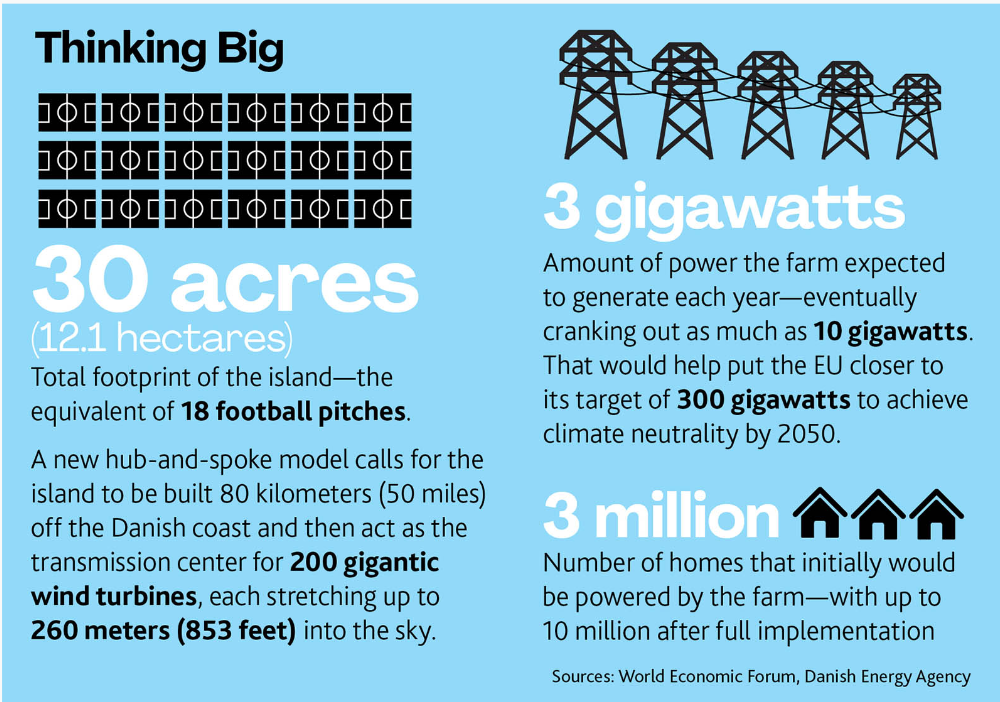 Thinking Big
30 acres
(12.1 hectares)
Total footprint of the island—the
equivalent of 18 football pitches.
A new hub-and-spoke model calls for the
island to be built 80 kilometers (50 miles)
off the Danish coast and then act as the
transmission center for 200 gigantic
wind turbines, each stretching up to
260 meters (853 feet) into the sky.
3 gigawatts
Amount of power the farm expected
to generate each year—eventually
cranking out as much as 10 gigawatts.
That would help put the EU closer to
its target of 300 gigawatts to achieve
climate neutrality by 2050.
3 million
Number of homes that initially would
be powered by the farm—with up to
10 million after full implementation
Sources: World Economic Forum, Danish Energy Agency